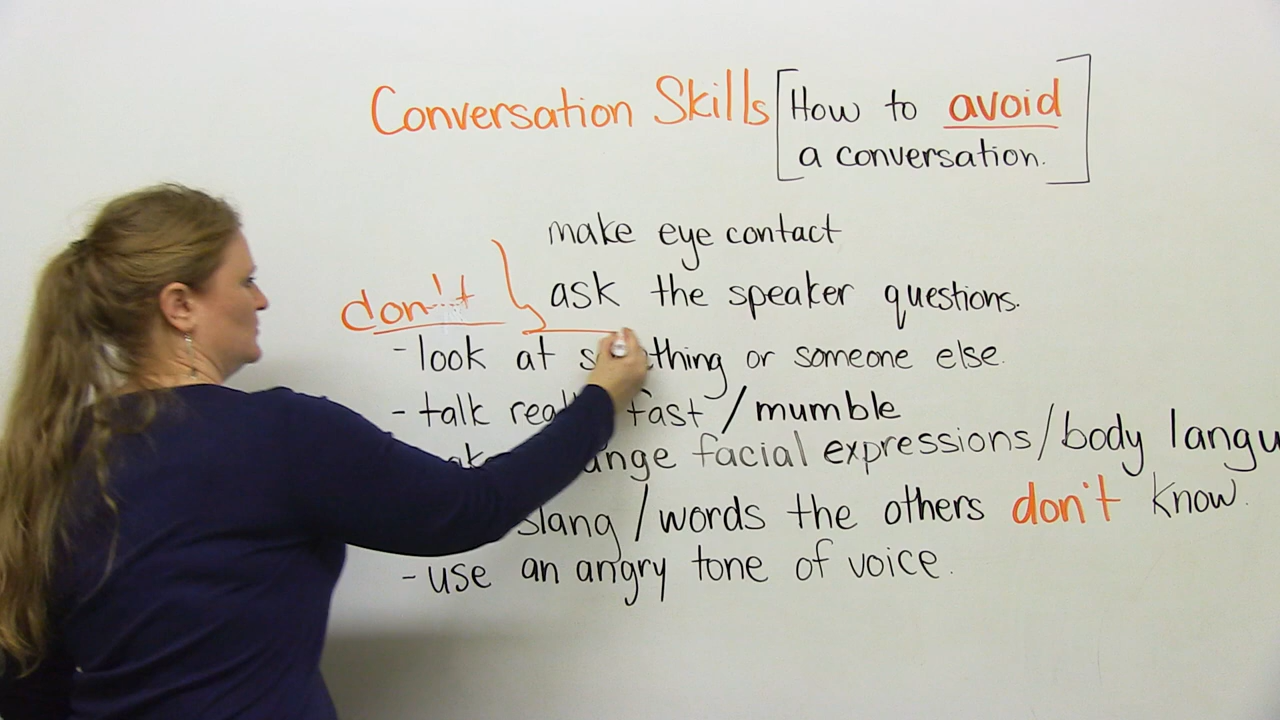 Conversation Skills [How to avoid
a conversation.]
make eye contact
don't ask the speaker questions.
- look at something or someone else.
- talk really fast / mumble
facial expressions / body
slang / words the others don't know.
- use an angry tone of voice.